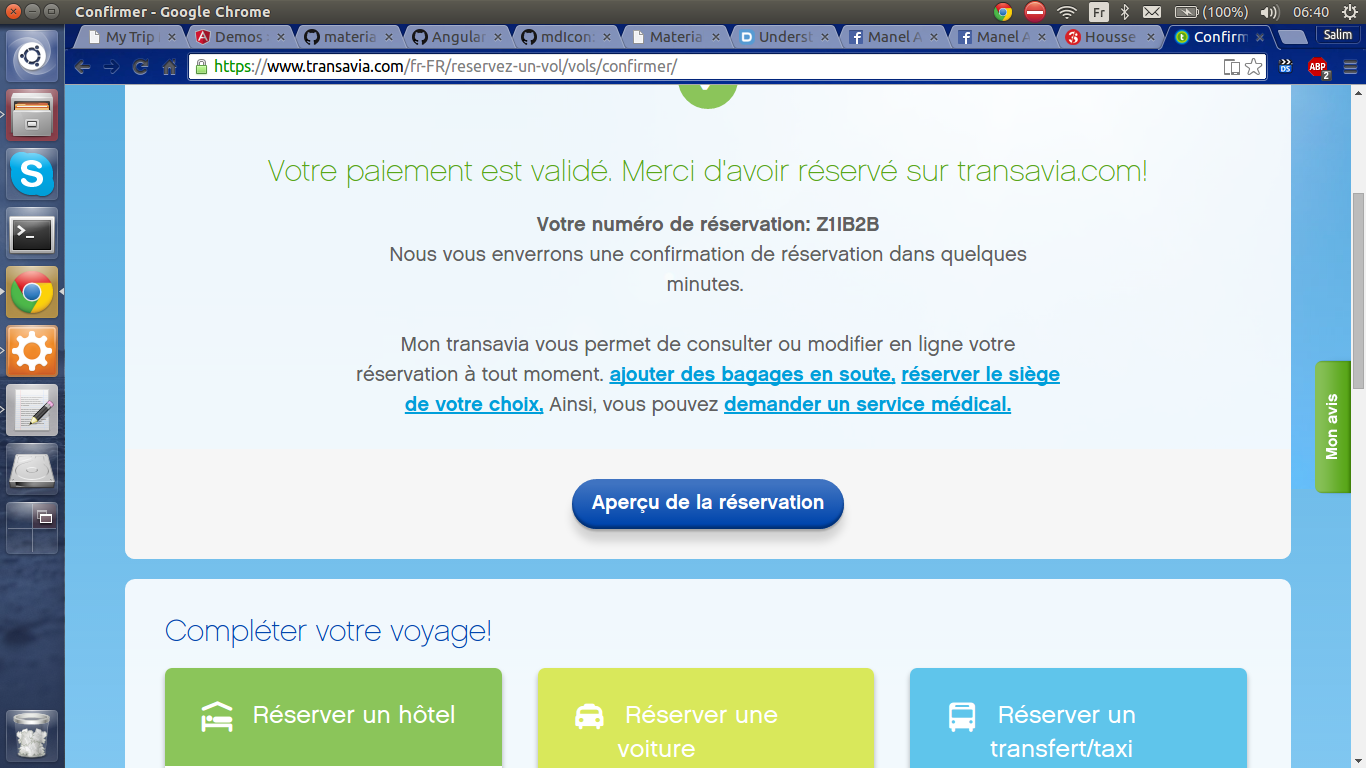 Confirmer - Google Chrome
Fr
(100%)
06:40
My Trip
Demos
materia
Angular
mdIcon
Materia
Underst
Manel A
Manel A
Housse
Confirm
Salim
https://www.transavia.com/fr-FR/reservez-un-vol/vols/confirmer/
DS
ABP
2
Votre paiement est validé. Merci d'avoir réservé sur transavia.com!
Votre numéro de réservation: Z1IB2B
Nous vous enverrons une confirmation de réservation dans quelques
minutes.
Mon transavia vous permet de consulter ou modifier en ligne votre
réservation à tout moment. ajouter des bagages en soute, réserver le siège
de votre choix. Ainsi, vous pouvez demander un service médical.
Mon avis
Aperçu de la réservation
Compléter votre voyage!
Réserver un hôtel
Réserver une
voiture
Réserver un
transfert/taxi